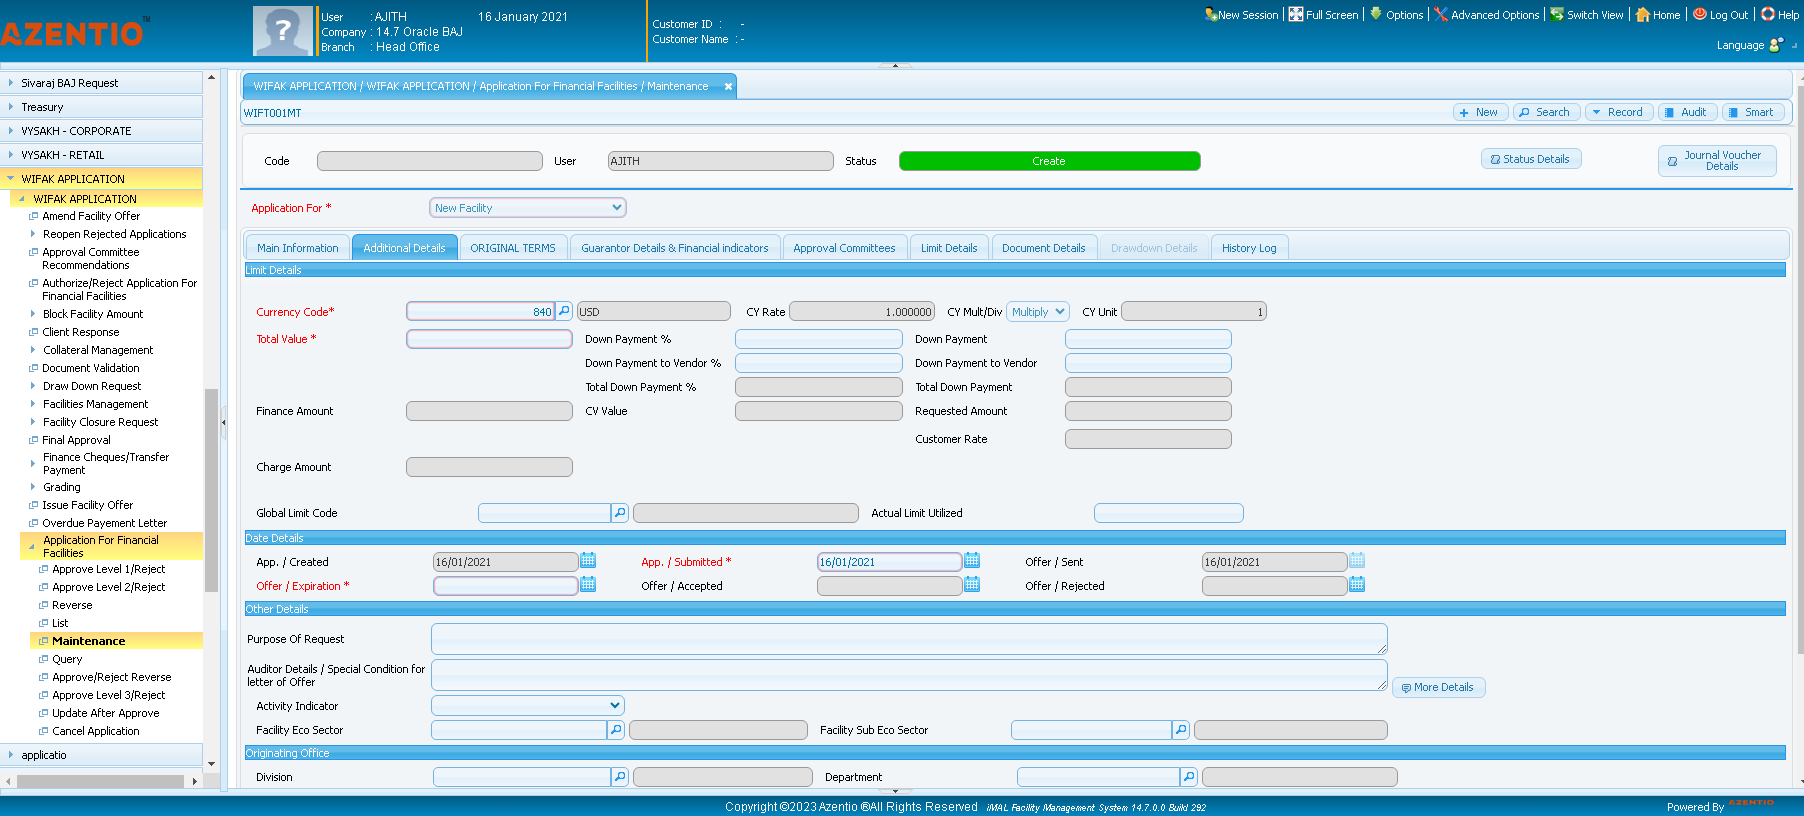 AZENTIO™
User : AJITH 16 January 2021
Company : 14.7 Oracle BAJ
Branch : Head Office
Customer ID : -
Customer Name : -
New Session Full Screen Options Advanced Options Switch View Home Log Out Help
Language
Sivaraj BAJ Request
Treasury
VYSAKH - CORPORATE
VYSAKH - RETAIL
WIFAK APPLICATION
WIFAK APPLICATION
Amend Facility Offer
Reopen Rejected Applications
Approval Committee
Recommendations
Authorize/Reject Application For
Financial Facilities
Block Facility Amount
Client Response
Collateral Management
Document Validation
Draw Down Request
Facilities Management
Facility Closure Request
Final Approval
Finance Cheques/Transfer
Payment
Grading
Issue Facility Offer
Overdue Payement Letter
Application For Financial
Facilities
Approve Level 1/Reject
Approve Level 2/Reject
Reverse
List
Maintenance
Query
Approve/Reject Reverse
Approve Level 3/Reject
Update After Approve
Cancel Application
applicatio
WIFAK APPLICATION / WIFAK APPLICATION / Application For Financial Facilities / Maintenance
WIFT001MT
New Search Record Audit Smart
Code User AJITH Status Create
Status Details
Journal Voucher
Details
Application For * New Facility
Main Information Additional Details ORIGINAL TERMS Guarantor Details & Financial indicators Approval Committees Limit Details Document Details Drawdown Details History Log
Limit Details
Currency Code* 840 USD CY Rate 1.000000 CY Mult/Div Multiply CY Unit 1
Total Value * Down Payment % Down Payment
Down Payment to Vendor % Down Payment to Vendor
Total Down Payment % Total Down Payment
Finance Amount CV Value Requested Amount
Customer Rate
Charge Amount
Global Limit Code Actual Limit Utilized
Date Details
App. / Created 16/01/2021 App. / Submitted * 16/01/2021 Offer / Sent 16/01/2021
Offer / Expiration * Offer / Accepted Offer / Rejected
Other Details
Purpose Of Request
Auditor Details / Special Condition for
letter of Offer
More Details
Activity Indicator
Facility Eco Sector Facility Sub Eco Sector
Originating Office
Division Department
Copyright ©2023 Azentio ®All Rights Reserved iMAL Facility Management System 14.7.0.0 Build 292
Powered By AZENTIO